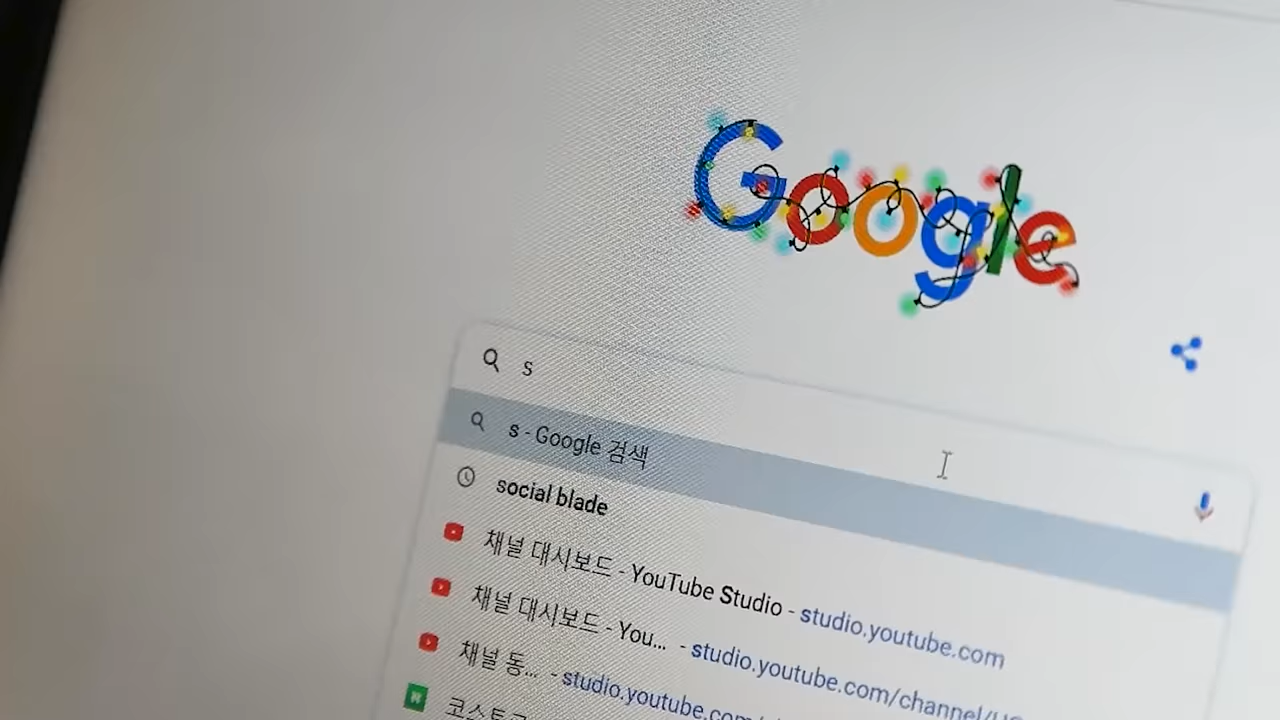 Google
s
s - Google 검색
social blade
채널 대시보드 - YouTube Studio - studio.youtube.com
채널 대시보드 - You... - studio.youtube.com/channel/
채널 동... - studio.youtube.com/